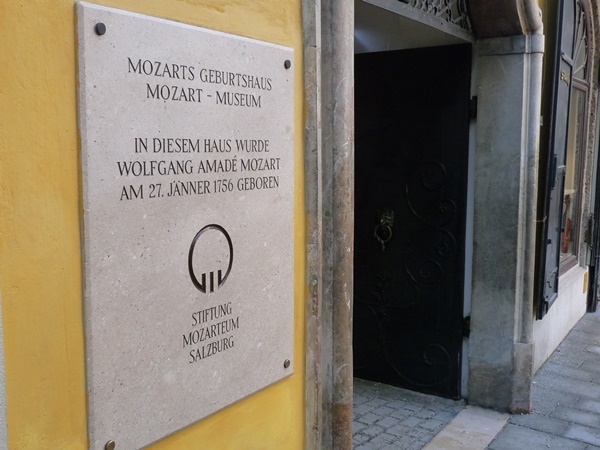 MOZARTS GEBURTSHAUS
MOZART - MUSEUM
IN DIESEM HAUS WURDE
WOLFGANG AMADÉ MOZART
AM 27. JÄNNER 1756 GEBOREN
STIFTUNG
MOZARTEUM
SALZBURG